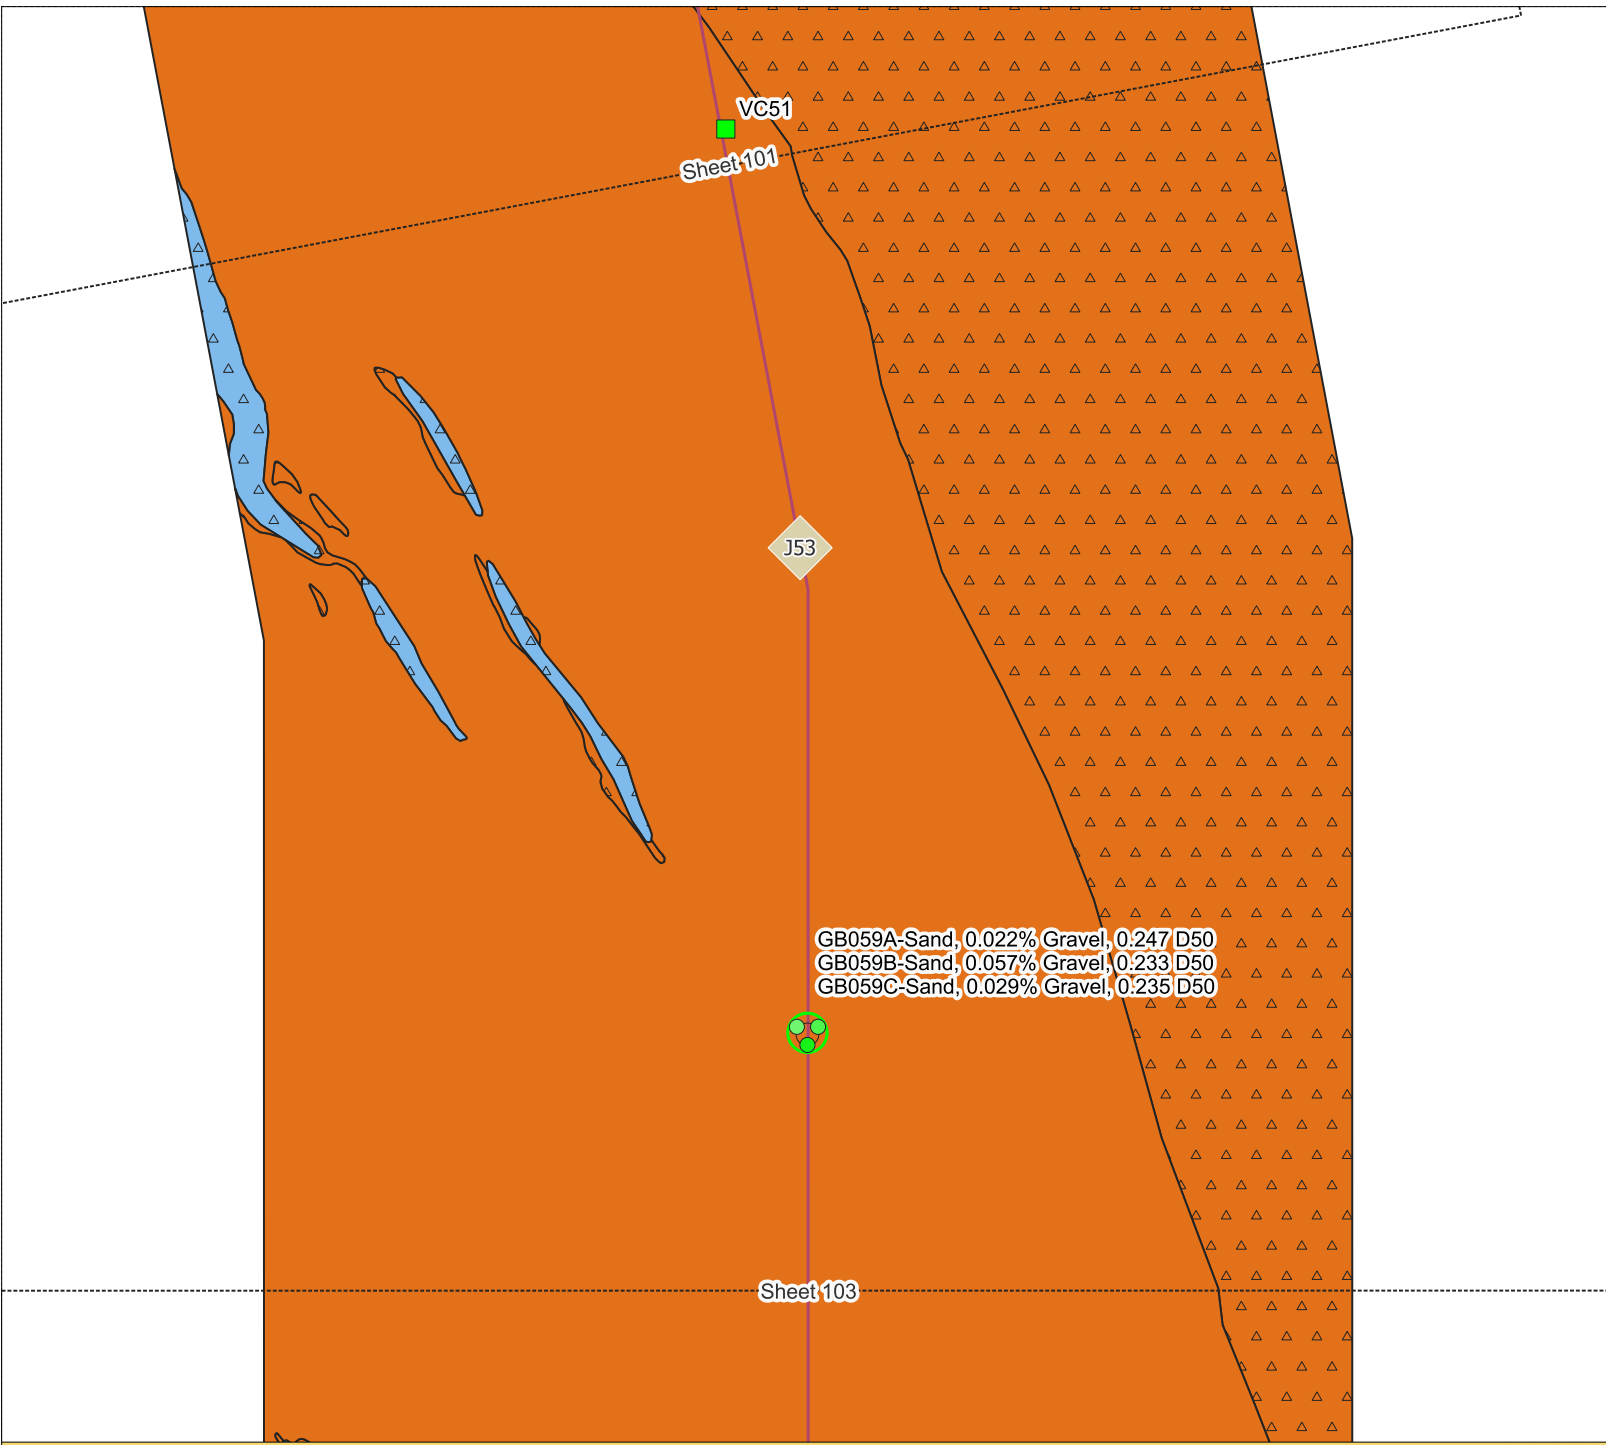 VC51
Sheet 101
J53
GB059A-Sand, 0.022% Gravel, 0.247 D50
GB059B-Sand, 0.057% Gravel, 0.233 D50
GB059C-Sand, 0.029% Gravel, 0.235 D50
Sheet 103